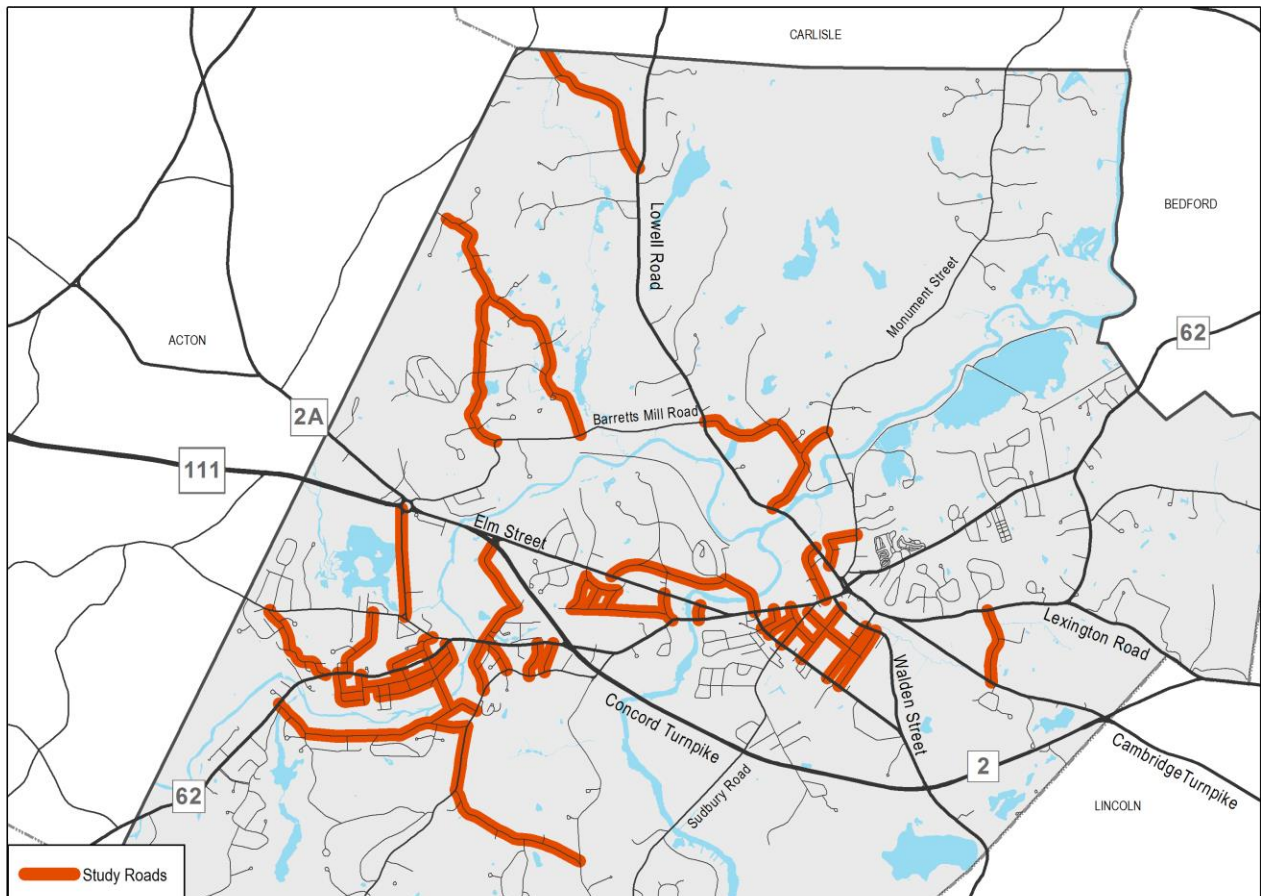 CARLISLE
BEDFORD
Lowell Road
Monument Street
62
ACTON
2A
Barretts Mill Road
111
Elm Street
Lexington Road
Walden Street
Concord Turnpike
2
Cambridge Turnpike
62
Sudbury Road
LINCOLN
Study Roads